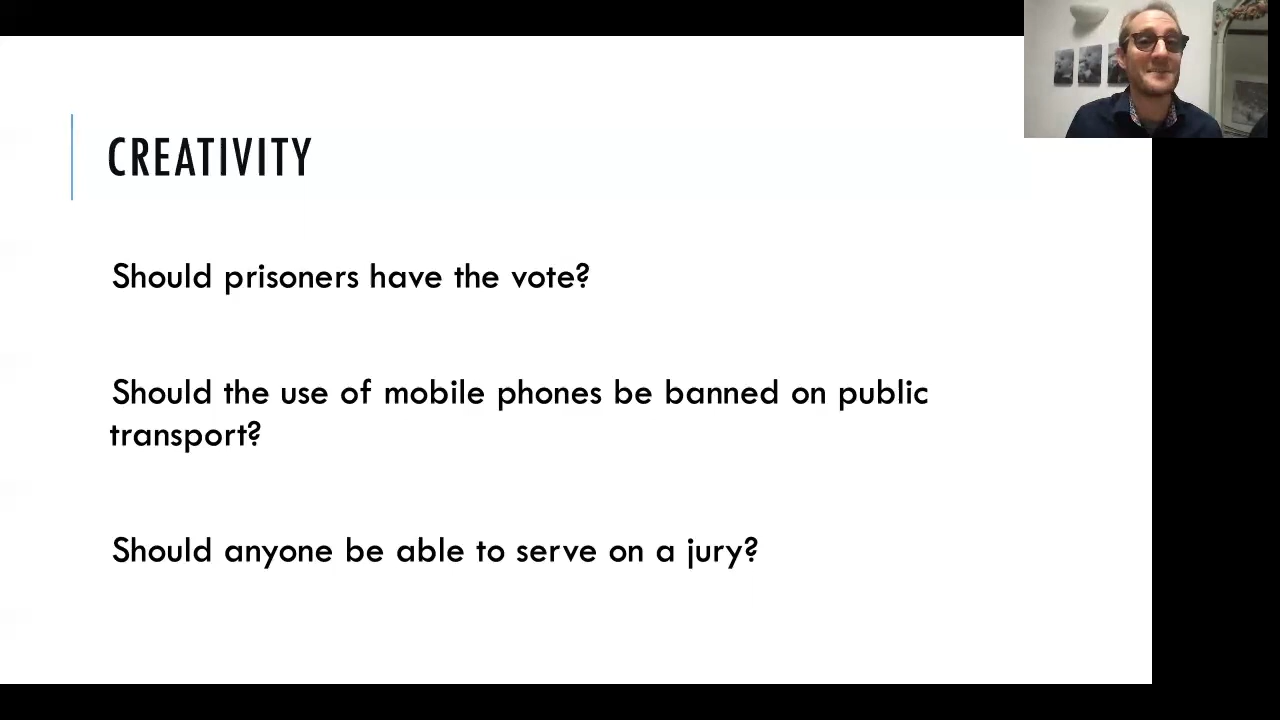 CREATIVITY
Should prisoners have the vote?
Should the use of mobile phones be banned on public
transport?
Should anyone be able to serve on a jury?